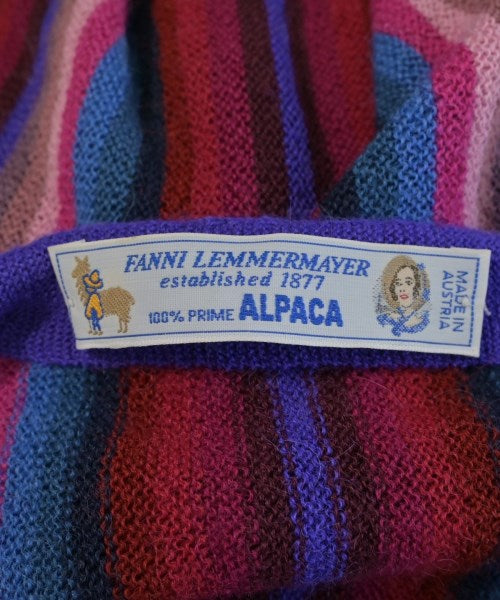 FANNI LEMMERMAYER
established 1877
100% PRIME ALPACA
MADE IN
AUSTRIA